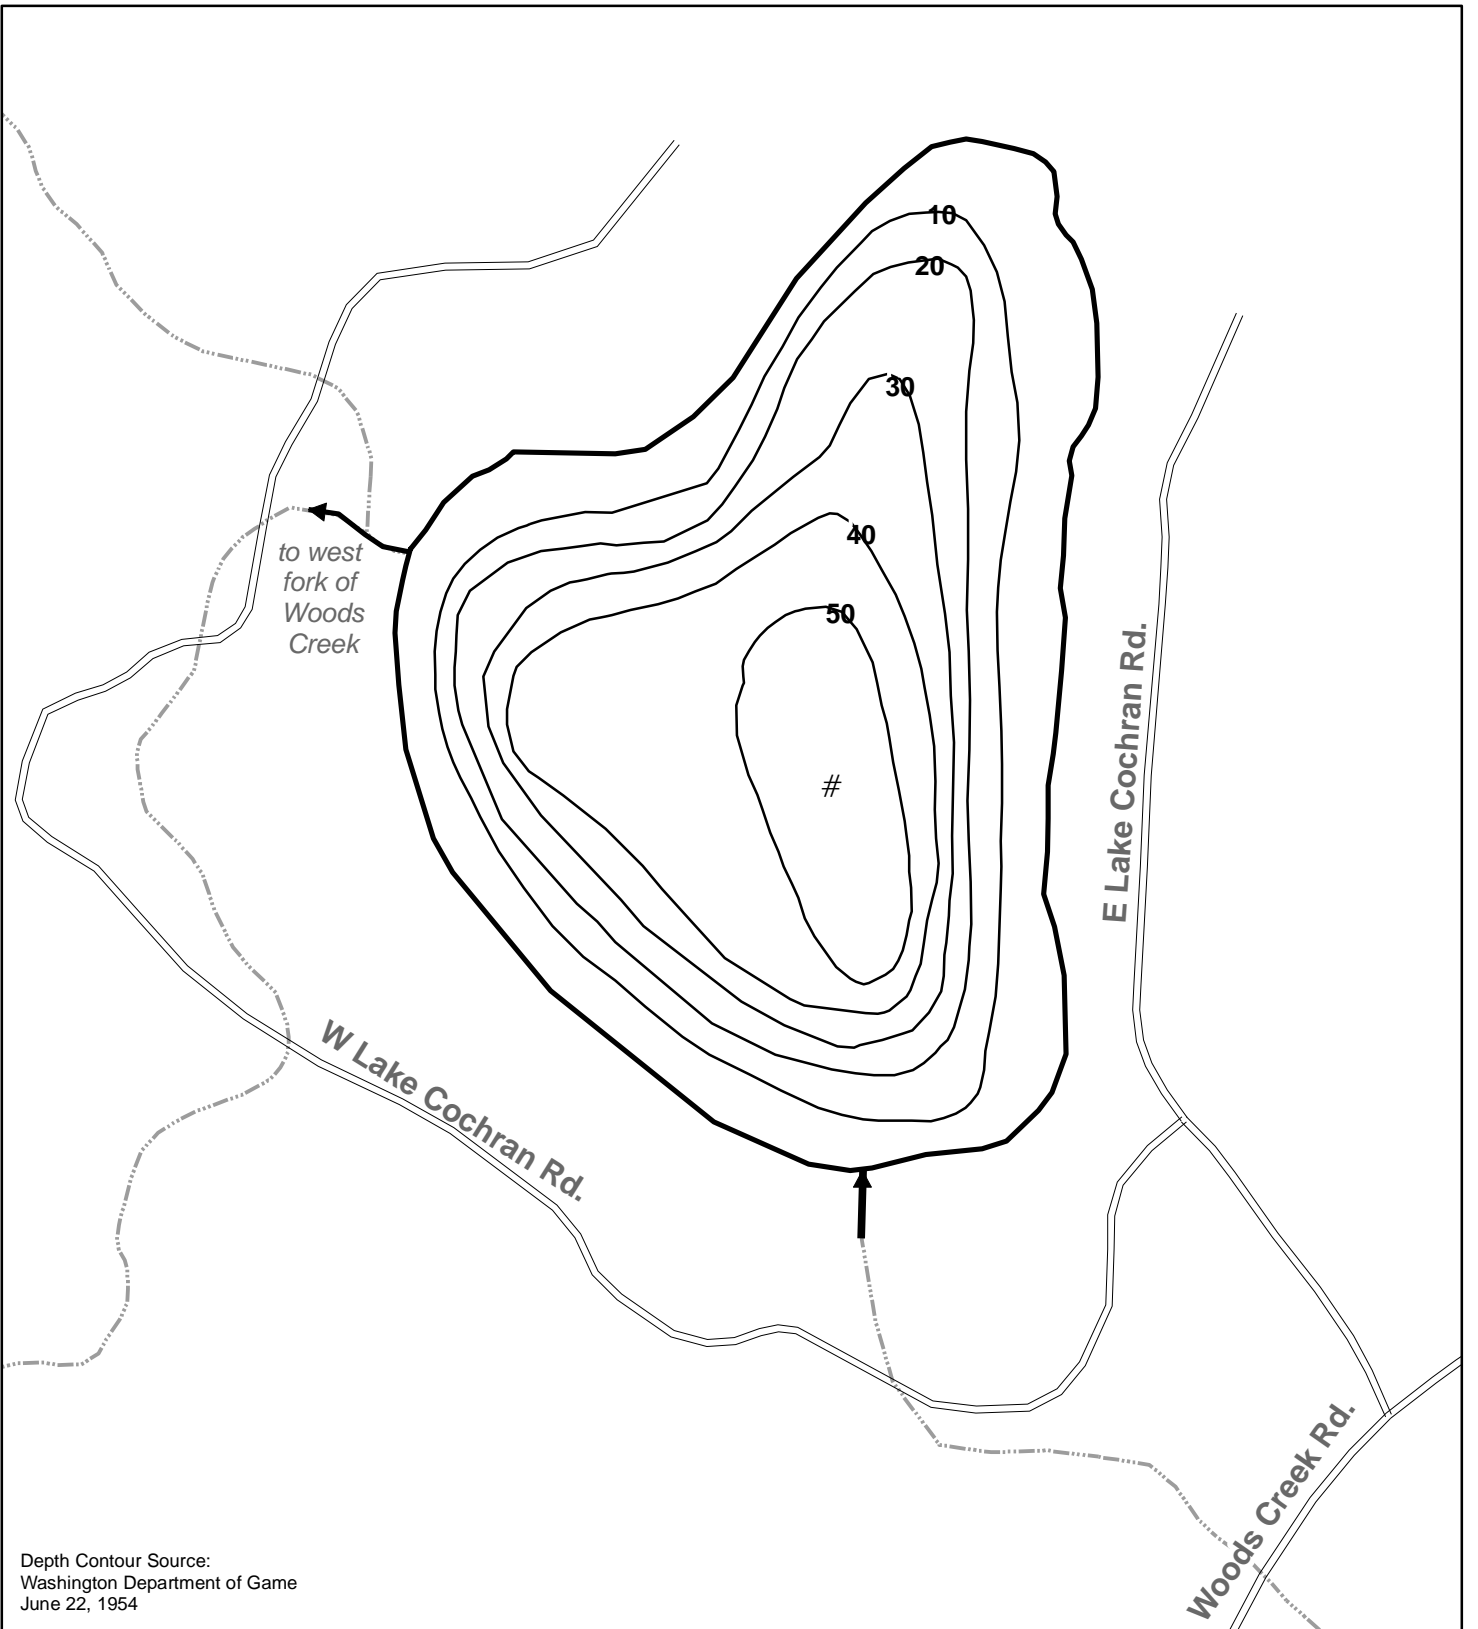 10
20
30
40
to west
fork of
Woods
Creek
50
E Lake Cochran Rd.
#
W Lake Cochran Rd.
Woods Creek Rd.
Depth Contour Source:
Washington Department of Game
June 22, 1954